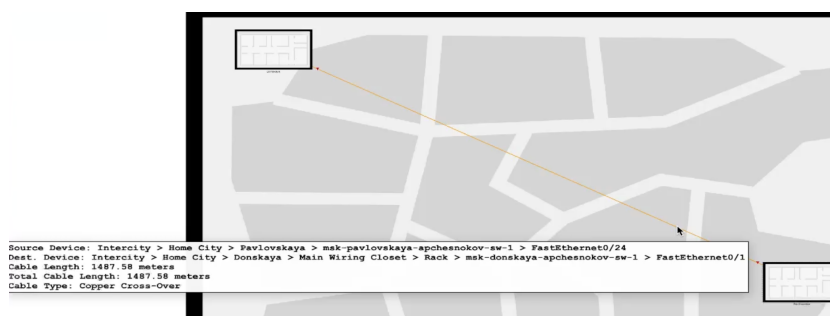 Source Device: Intercity > Home City > Pavlovskaya > msk-pavlovskaya-apchesnokov-sw-1 > FastEthernet0/24
Dest. Device: Intercity > Home City > Donskaya > Main Wiring Closet > Rack > msk-donskaya-apchesnokov-sw-1 > FastEthernet0/1
Cable Length: 1487.58 meters
Total Cable Length: 1487.58 meters
Cable Type: Copper Cross-Over